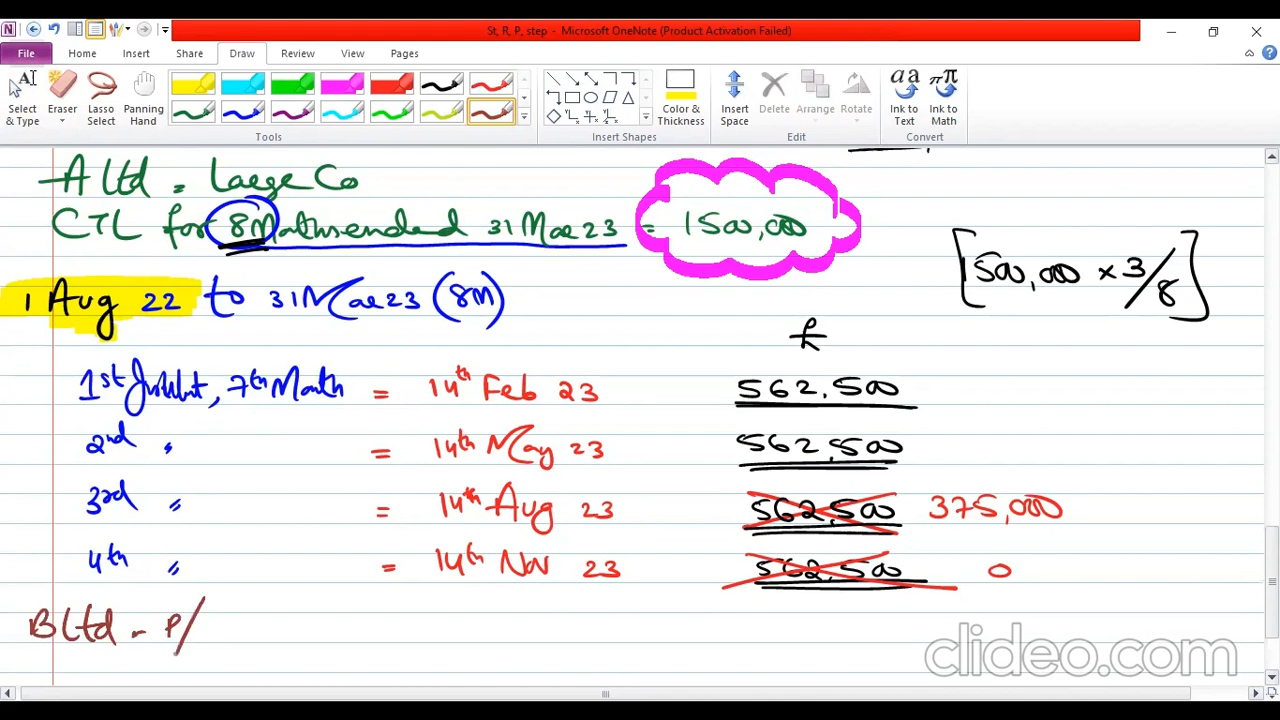 St, R, P, step - Microsoft OneNote (Product Activation Failed)
File Home Insert Share Draw Review View Pages
Select & Type
Eraser
Lasso Select
Panning Hand
Color & Thickness
Insert Space
Delete
Arrange
Rotate
Ink to Text
Ink to Math
Tools
Insert Shapes
Edit
Convert
A Ltd = Large Co
CTL for 8 Months ended 31 Mar 23 = 1500,000
[1500,000 × 3/8]
1 Aug 22 to 31 Mar 23 (8M)
£
1st Instalmt, 7th Month = 14th Feb 23 562,500
2nd " = 14th May 23 562,500
3rd " = 14th Aug 23 562,500 375,000
4th " = 14th Nov 23 562,500 0
B Ltd - P/
clideo.com